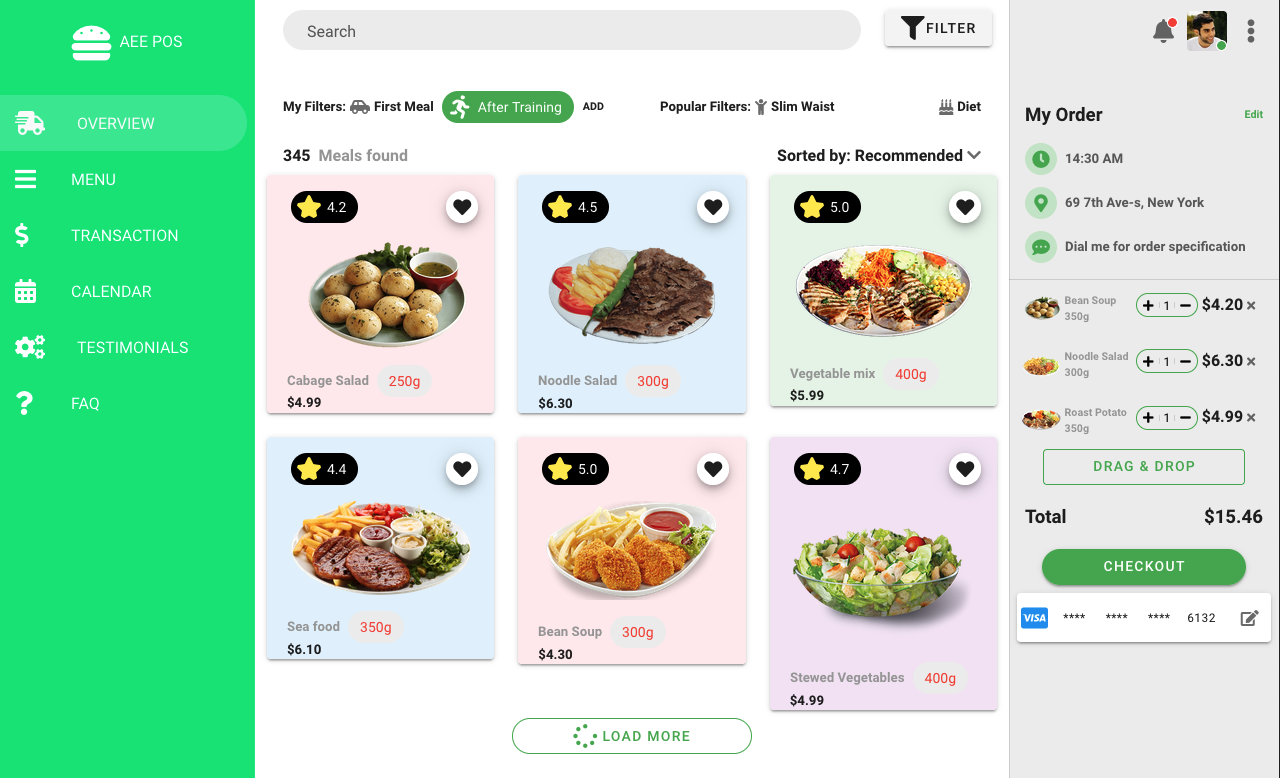 AEE POS
OVERVIEW
MENU
TRANSACTION
CALENDAR
TESTIMONIALS
FAQ
Search
FILTER
My Filters: First Meal After Training ADD Popular Filters: Slim Waist Diet
345 Meals found
Sorted by: Recommended
4.2
Cabage Salad 250g
$4.99
4.5
Noodle Salad 300g
$6.30
5.0
Vegetable mix 400g
$5.99
4.4
Sea food 350g
$6.10
5.0
Bean Soup 300g
$4.30
4.7
Stewed Vegetables 400g
$4.99
LOAD MORE
My Order Edit
14:30 AM
69 7th Ave-s, New York
Dial me for order specification
Bean Soup
350g
1 $4.20
Noodle Salad
300g
1 $6.30
Roast Potato
350g
1 $4.99
DRAG & DROP
Total $15.46
CHECKOUT
VISA **** **** **** 6132